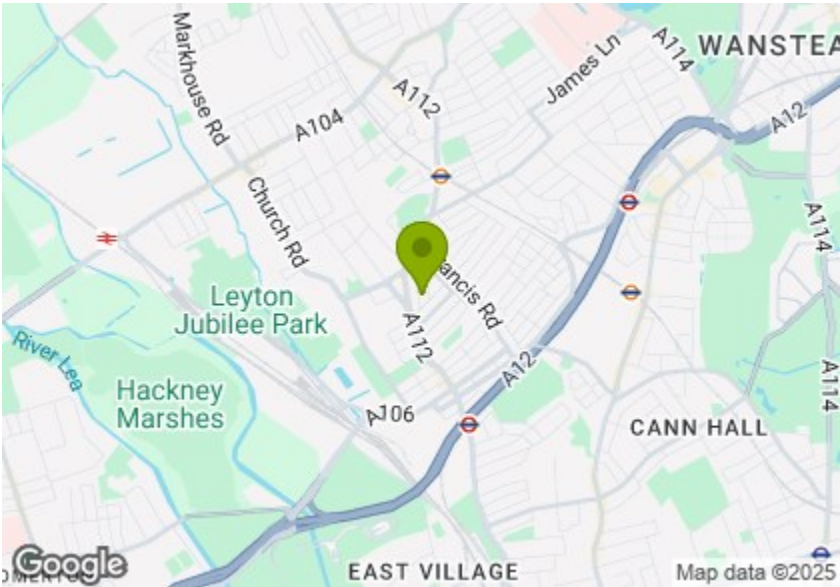 Markhouse Rd
A114
WANSTEA
James Ln
A112
A104
A12
Church Rd
A114
ancis Rd
Leyton
Jubilee Park
A112
River Lea
A12
A114
Hackney
Marshes
A106
CANN HALL
Google
EAST VILLAGE
Map data ©2025